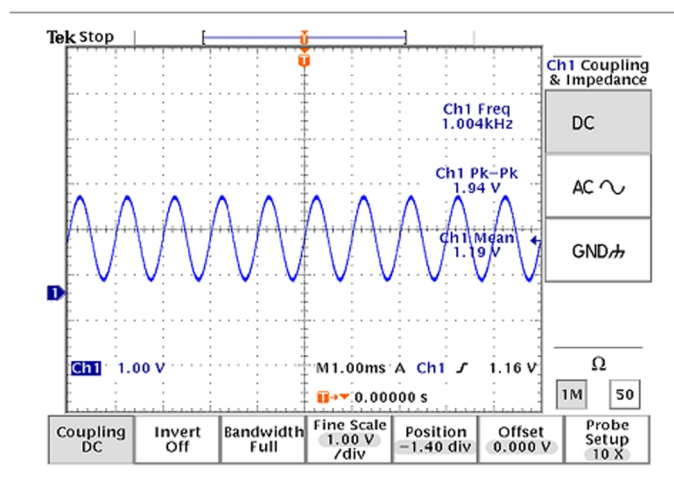 Tek Stop
T
T
Ch1 Coupling
& Impedance
DC
AC
GND
Ch1 Freq
1.004kHz
Ch1 Pk-Pk
1.94 V
Ch1 Mean
1.19 V
1
Ch1 1.00 V M1.00ms A Ch1 1.16 V
T 0.00000 s
Ω
1M 50
Coupling
DC
Invert
Off
Bandwidth
Full
Fine Scale
1.00 V
/div
Position
-1.40 div
Offset
0.000 V
Probe
Setup
10 X